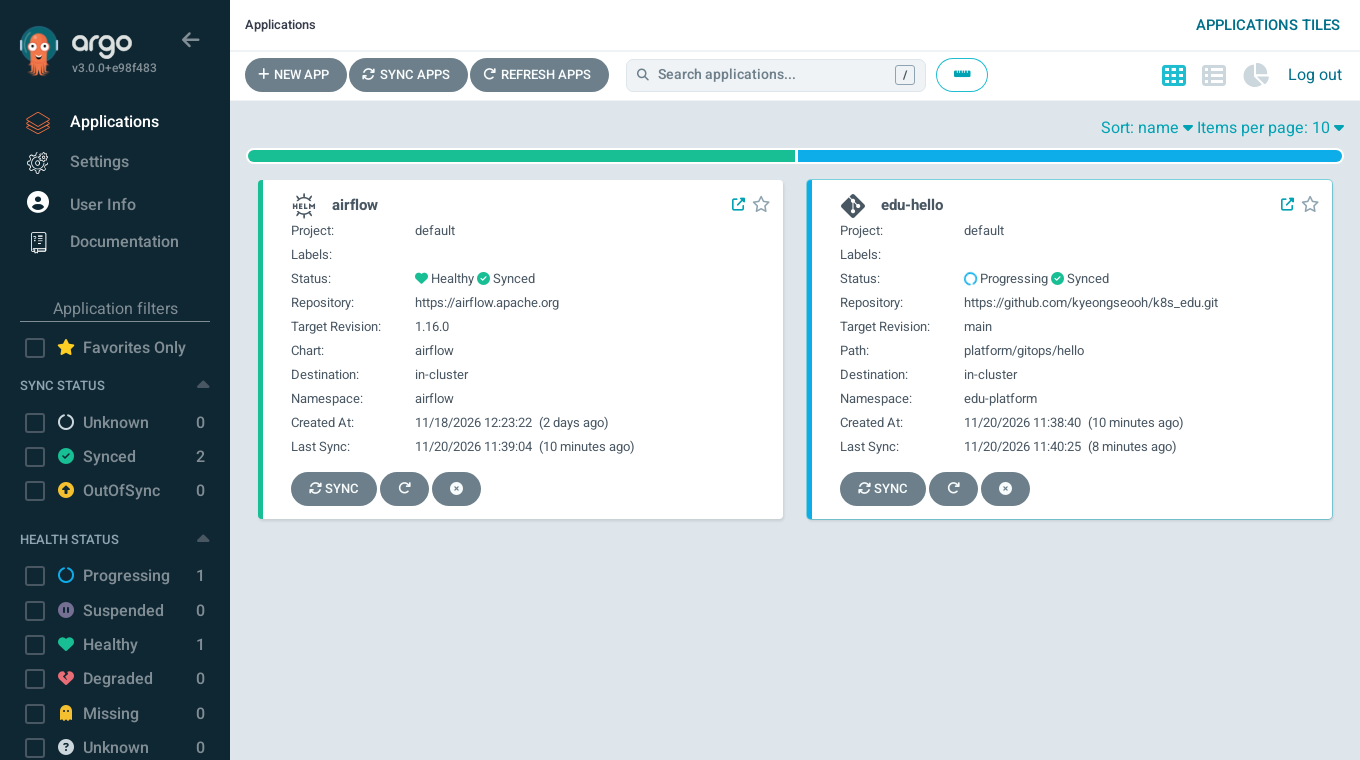 argo
v3.0.0+e98f483
Applications
Settings
User Info
Documentation
Application filters
Favorites Only
SYNC STATUS
Unknown 0
Synced 2
OutOfSync 0
HEALTH STATUS
Progressing 1
Suspended 0
Healthy 1
Degraded 0
Missing 0
Unknown 0
Applications
APPLICATIONS TILES
NEW APP
SYNC APPS
REFRESH APPS
Search applications...
/
Log out
Sort: name
Items per page: 10
HELM
airflow
Project: default
Labels:
Status: Healthy Synced
Repository: https://airflow.apache.org
Target Revision: 1.16.0
Chart: airflow
Destination: in-cluster
Namespace: airflow
Created At: 11/18/2026 12:23:22 (2 days ago)
Last Sync: 11/20/2026 11:39:04 (10 minutes ago)
SYNC
edu-hello
Project: default
Labels:
Status: Progressing Synced
Repository: https://github.com/kyeongseooh/k8s_edu.git
Target Revision: main
Path: platform/gitops/hello
Destination: in-cluster
Namespace: edu-platform
Created At: 11/20/2026 11:38:40 (10 minutes ago)
Last Sync: 11/20/2026 11:40:25 (8 minutes ago)
SYNC